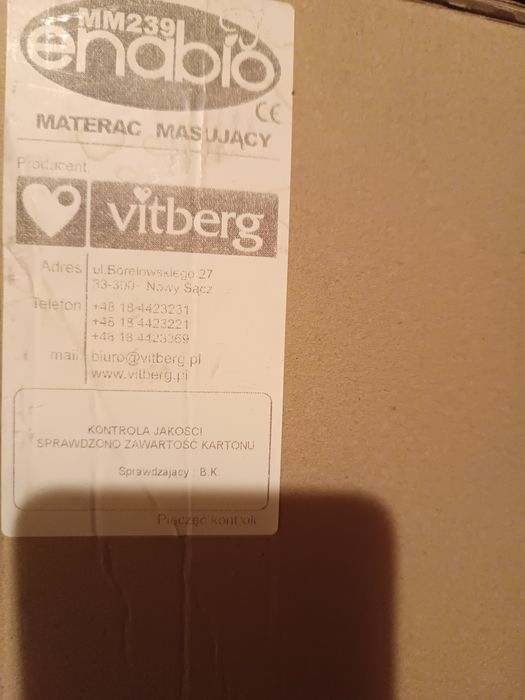 MM239
enabio
CE
MATERAC MASUJĄCY
Producent
vitberg
Adres ul.Borelowskiego 27
33-300 Nowy Sącz
Telefon +48 18 4423231
+48 18 4423221
+48 18 4423369
mail biuro@vitberg.pl
www.vitberg.pl
KONTROLA JAKOŚCI
SPRAWDZONO ZAWARTOŚĆ KARTONU
Sprawdzający : B.K.
Pieczęć kontroli